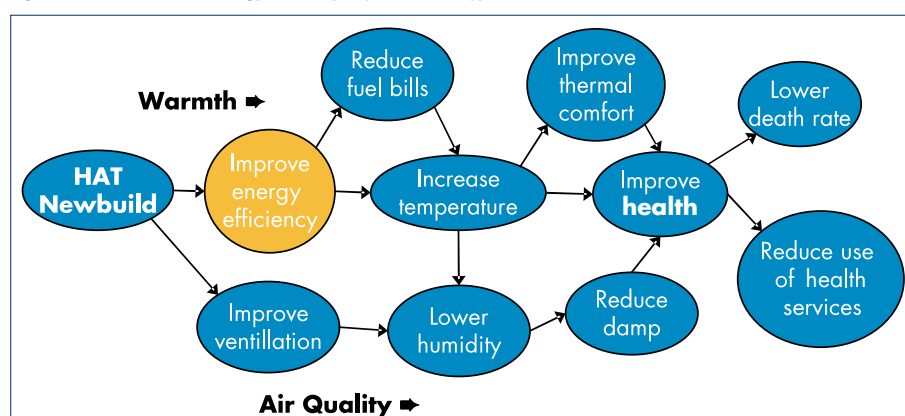 Reduce
fuel bills
Improve
thermal
comfort
Lower
death rate
Warmth ➨
HAT
Newbuild
Improve
energy
efficiency
Increase
temperature
Improve
health
Reduce use
of health
services
Improve
ventillation
Lower
humidity
Reduce
damp
Air Quality ➨